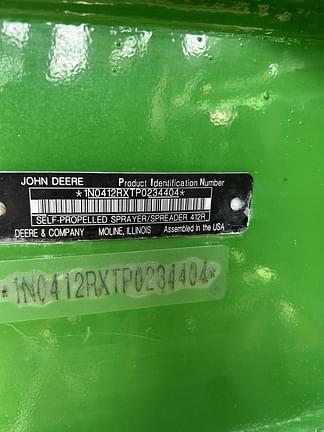 JOHN DEERE Product Identification Number
*1N0412RXTP0234404*
SELF-PROPELLED SPRAYER/SPREADER 412R
DEERE & COMPANY MOLINE, ILLINOIS Assembled in the USA
*1N0412RXTP0234404*